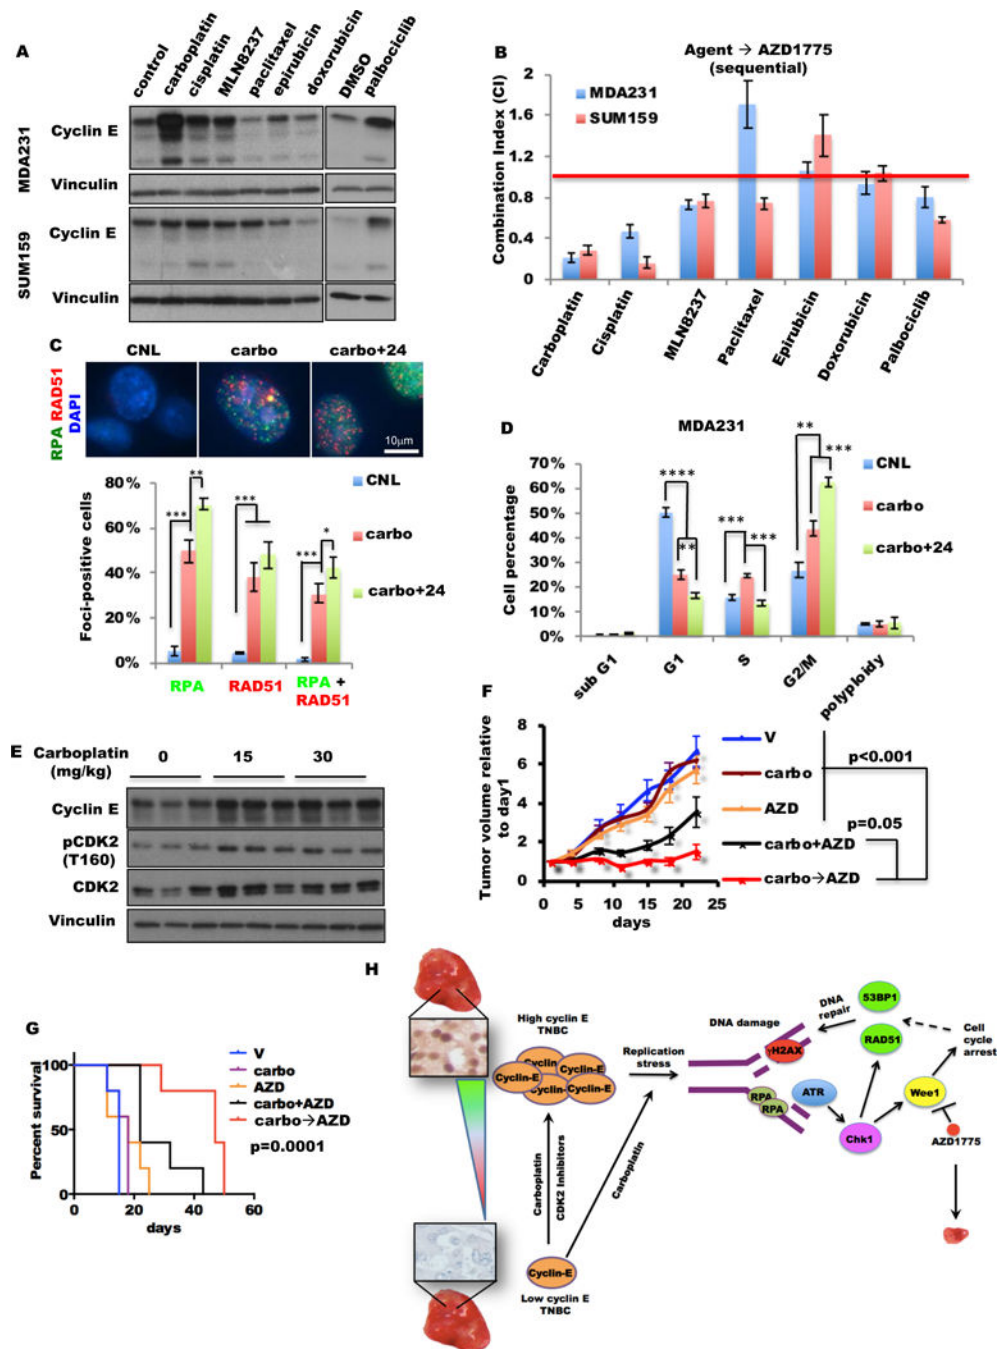 A
control
carboplatin
cisplatin
MLN8237
paclitaxel
epirubicin
doxorubicin
DMSO
palbociclib
MDA231
Cyclin E
Vinculin
SUM159
Cyclin E
Vinculin
B
Agent → AZD1775
(sequential)
Combination Index (CI)
2
1.6
1.2
0.8
0.4
0
MDA231
SUM159
Carboplatin
Cisplatin
MLN8237
Paclitaxel
Epirubicin
Doxorubicin
Palbociclib
C
CNL
carbo
carbo+24
RPA RAD51
DAPI
10μm
Foci-positive cells
80%
60%
40%
20%
0%
***
**
***
***
*
CNL
carbo
carbo+24
RPA
RAD51
RPA +
RAD51
D
MDA231
Cell percentage
70%
60%
50%
40%
30%
20%
10%
0%
****
**
***
***
**
***
CNL
carbo
carbo+24
sub G1
G1
S
G2/M
polyploidy
E
Carboplatin
(mg/kg)
0
15
30
Cyclin E
pCDK2
(T160)
CDK2
Vinculin
F
Tumor volume relative
to day1
8
6
4
2
0
0
5
10
15
20
25
days
V
carbo
AZD
carbo+AZD
carbo→AZD
p<0.001
p=0.05
G
Percent survival
100
50
0
0
20
40
60
days
V
carbo
AZD
carbo+AZD
carbo→AZD
p=0.0001
H
High cyclin E
TNBC
Cyclin
Cyclin-E
Cyclin-E
Cyclin-E
Cyclin-E
Replication
stress
Carboplatin
CDK2 Inhibitors
Carboplatin
Cyclin-E
Low cyclin E
TNBC
DNA damage
γH2AX
RPA
RPA
ATR
Chk1
DNA
repair
53BP1
RAD51
Wee1
Cell
cycle
arrest
AZD1775